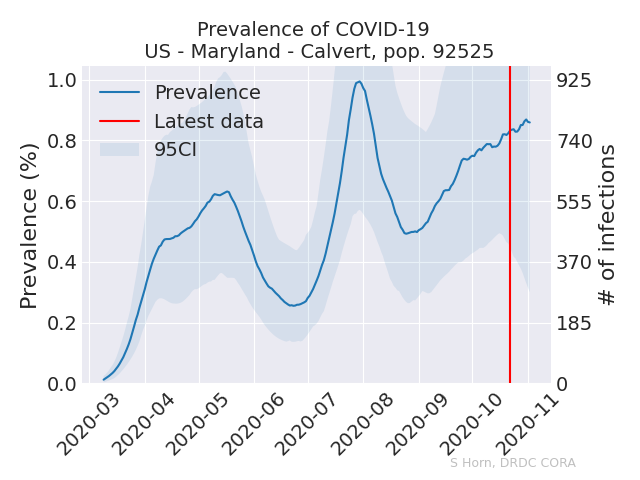 Prevalence of COVID-19
US - Maryland - Calvert, pop. 92525
Prevalence
Latest data
95CI
Prevalence (%)
1.0
0.8
0.6
0.4
0.2
0.0
925
740
555
370
185
0
# of infections
2020-03
2020-04
2020-05
2020-06
2020-07
2020-08
2020-09
2020-10
2020-11
S Horn, DRDC CORA